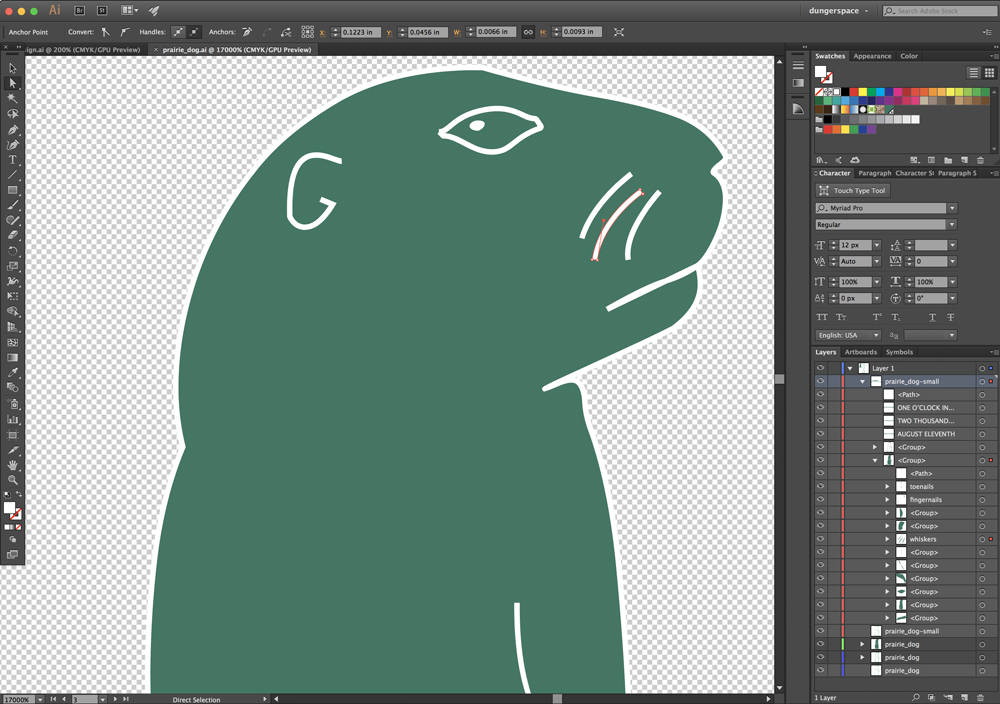 Ai Br St dungerspace Search Adobe Stock
Anchor Point Convert: Handles: Anchors: X: 0.1223 in Y: 0.0456 in W: 0.0066 in H: 0.0093 in
ign.ai @ 200% (CMYK/GPU Preview) × prairie_dog.ai @ 17000% (CMYK/GPU Preview)
Swatches Appearance Color
Character Paragraph Character St Paragraph S
Touch Type Tool
Myriad Pro
Regular
12 px
Auto 0
100% 100%
0 px 0°
English: USA
Layers Artboards Symbols
Layer 1
prairie_dog-small
<Path>
ONE O'CLOCK IN...
TWO THOUSAND...
AUGUST ELEVENTH
<Group>
<Group>
<Path>
toenails
fingernails
<Group>
<Group>
whiskers
<Group>
<Group>
<Group>
<Group>
<Group>
<Group>
prairie_dog-small
prairie_dog
prairie_dog
prairie_dog
1 Layer
17000% 3 Direct Selection